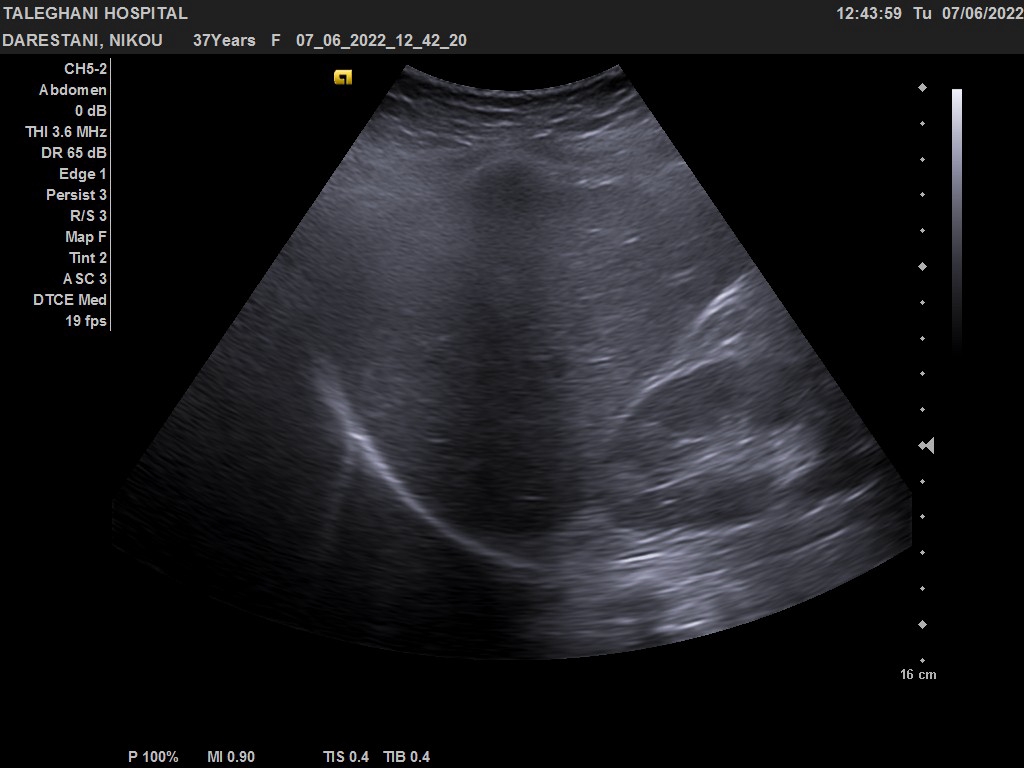 TALEGHANI HOSPITAL 12:43:59 Tu 07/06/2022
DARESTANI, NIKOU 37Years F 07_06_2022_12_42_20
CH5-2
Abdomen
0 dB
THI 3.6 MHz
DR 65 dB
Edge 1
Persist 3
R/S 3
Map F
Tint 2
ASC 3
DTCE Med
19 fps
16 cm
P 100% MI 0.90 TIS 0.4 TIB 0.4